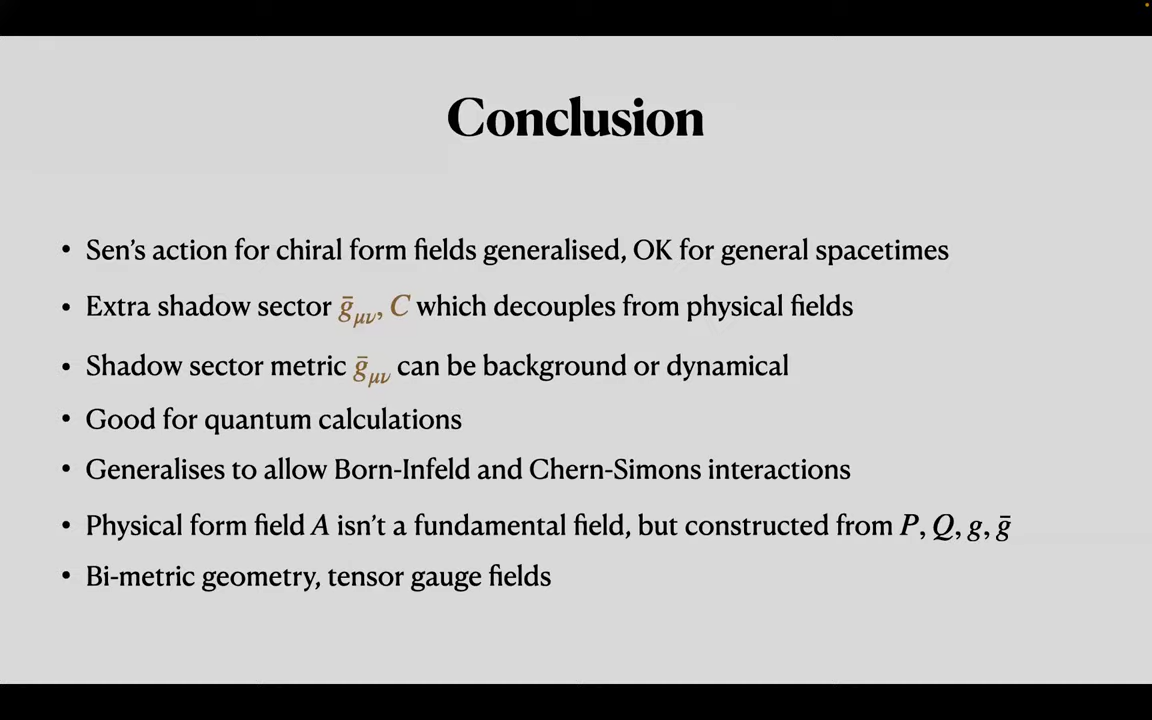 Conclusion
• Sen’s action for chiral form fields generalised, OK for general spacetimes
• Extra shadow sector ḡμν, C which decouples from physical fields
• Shadow sector metric ḡμν can be background or dynamical
• Good for quantum calculations
• Generalises to allow Born-Infeld and Chern-Simons interactions
• Physical form field A isn’t a fundamental field, but constructed from P, Q, g, ḡ
• Bi-metric geometry, tensor gauge fields